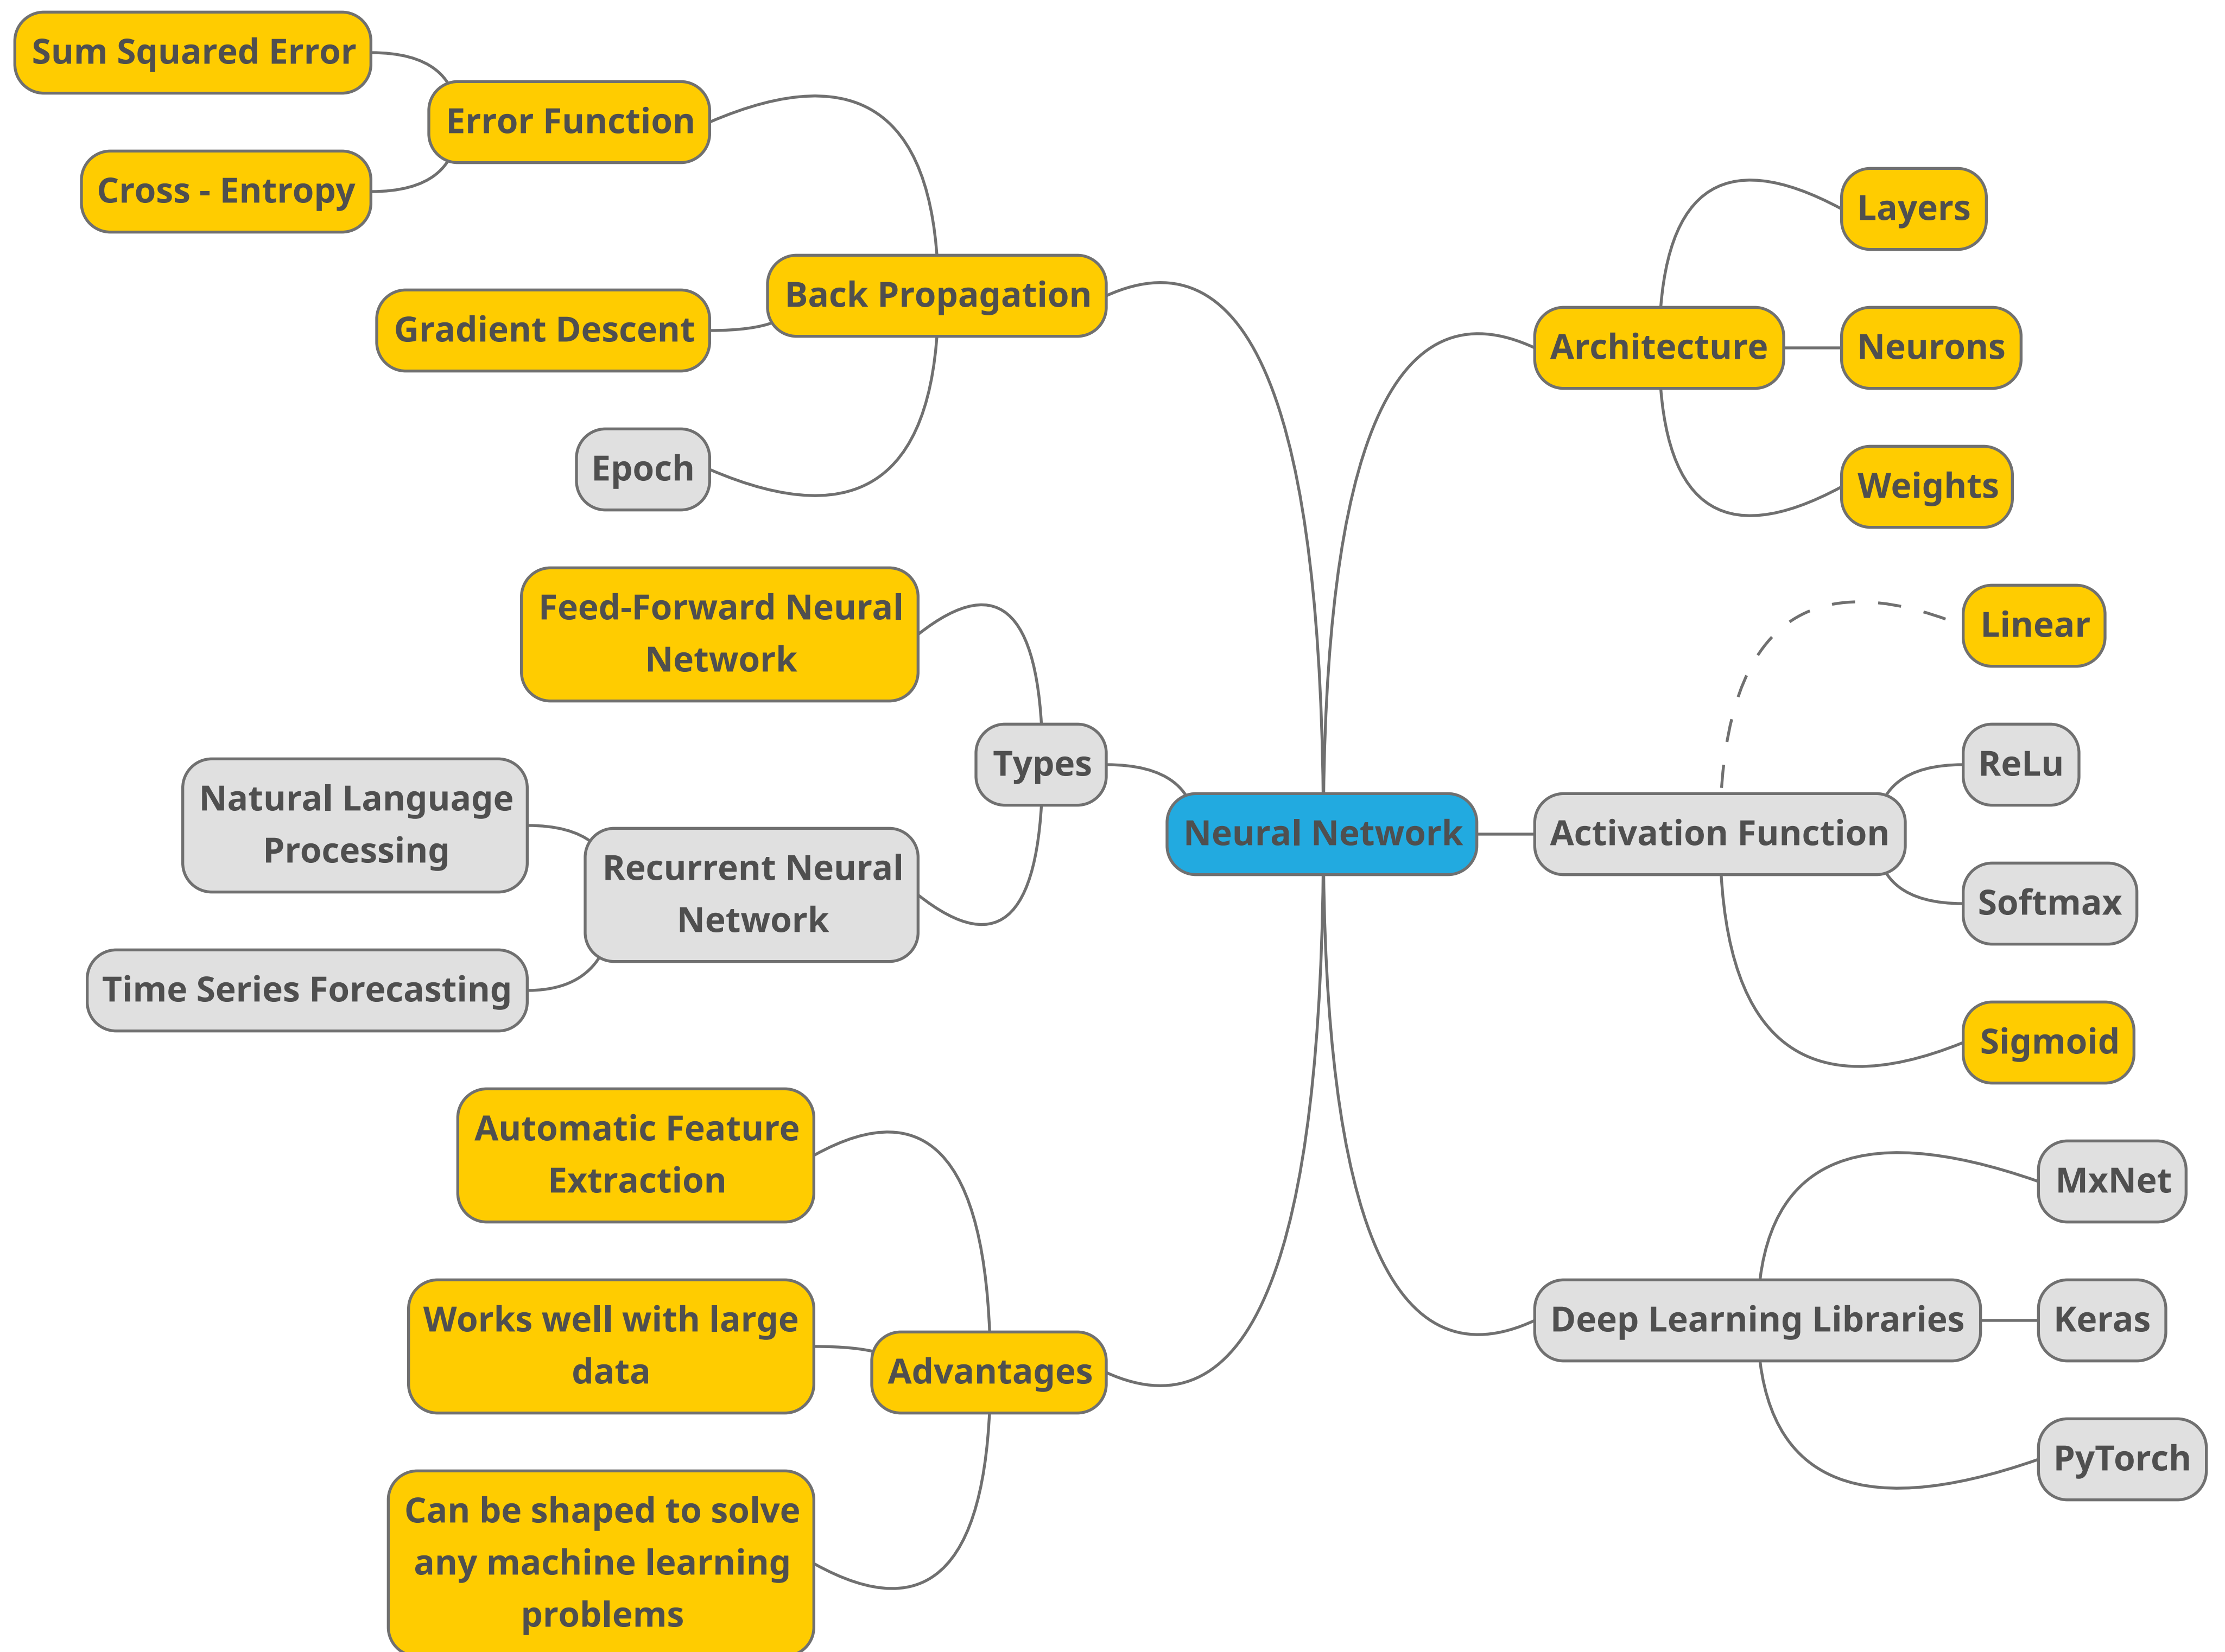 Sum Squared Error
Error Function
Cross - Entropy
Back Propagation
Gradient Descent
Epoch
Feed-Forward Neural
Network
Types
Natural Language
Processing
Recurrent Neural
Network
Time Series Forecasting
Automatic Feature
Extraction
Works well with large
data
Advantages
Can be shaped to solve
any machine learning
problems
Neural Network
Layers
Architecture
Neurons
Weights
Linear
ReLu
Activation Function
Softmax
Sigmoid
MxNet
Deep Learning Libraries
Keras
PyTorch